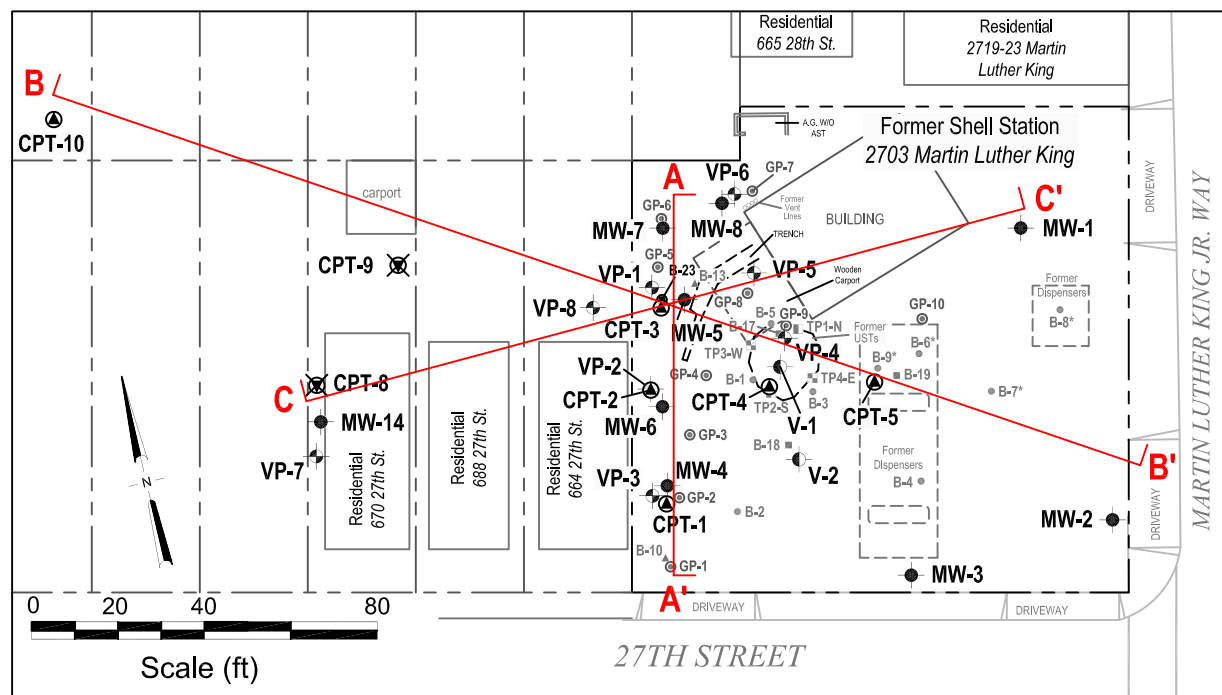 Residential
665 28th St.
Residential
2719-23 Martin
Luther King
B
CPT-10
A.G. W/O
AST
Former Shell Station
2703 Martin Luther King
DRIVEWAY
carport
A
VP-6
GP-7
Former
Vent
Lines
GP-6
MW-7
MW-8
BUILDING
C'
MW-1
TRENCH
CPT-9
GP-5
B-23
B-13
VP-1
VP-5
Wooden
Carport
Former
Dispensers
B-8*
VP-8
CPT-3
MW-5
GP-8
B-5
GP-9
TP1-N
GP-10
B-17
Former
USTs
VP-4
TP3-W
B-6*
B-9*
B-19
C
CPT-8
VP-2
CPT-2
GP-4
B-1
TP4-E
B-7*
CPT-4
TP2-S
B-3
CPT-5
MW-6
V-1
MW-14
GP-3
B-18
VP-7
V-2
Residential
670 27th St.
Residential
688 27th St.
Residential
664 27th St.
VP-3
MW-4
GP-2
CPT-1
B-2
Former
Dispensers
B-4
B'
MW-2
DRIVEWAY
MARTIN LUTHER KING JR. WAY
N
B-10
GP-1
MW-3
A'
DRIVEWAY
DRIVEWAY
0 20 40 80
Scale (ft)
27TH STREET